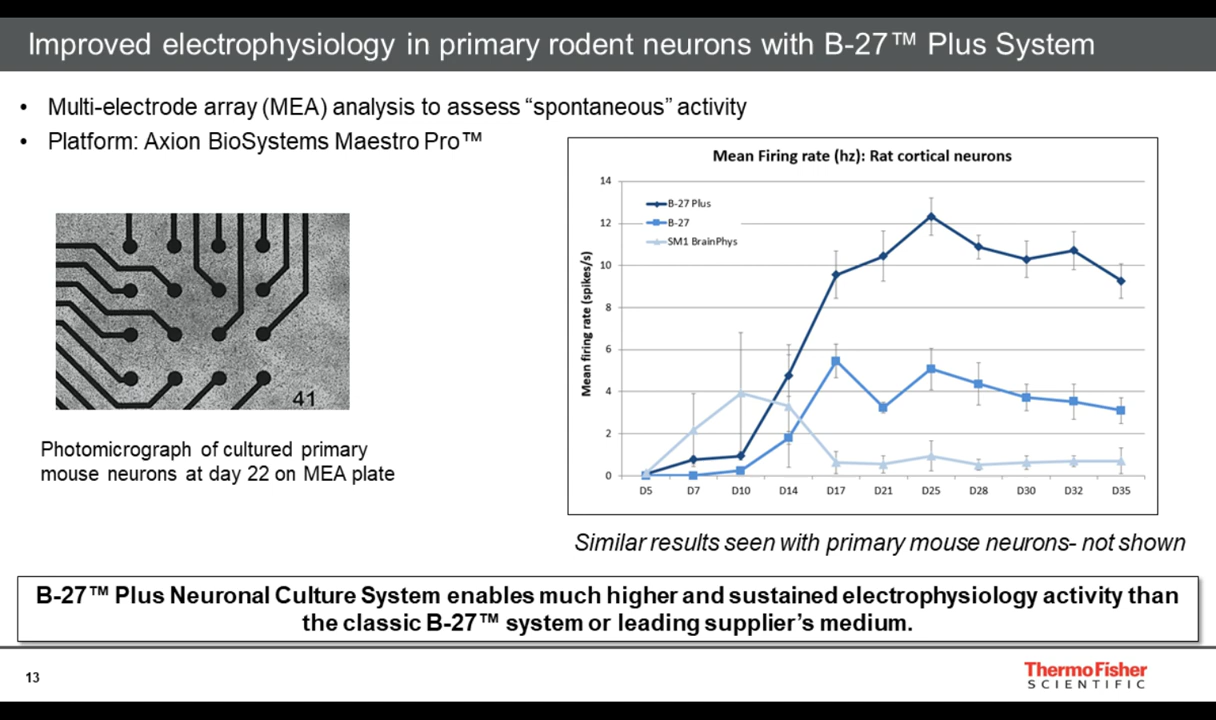 Improved electrophysiology in primary rodent neurons with B-27™ Plus System
• Multi-electrode array (MEA) analysis to assess “spontaneous” activity
• Platform: Axion BioSystems Maestro Pro™
41
Photomicrograph of cultured primary
mouse neurons at day 22 on MEA plate
Mean Firing rate (hz): Rat cortical neurons
Mean firing rate (spikes/s)
14
12
10
8
6
4
2
0
B-27 Plus
B-27
SM1 BrainPhys
D5 D7 D10 D14 D17 D21 D25 D28 D30 D32 D35
Similar results seen with primary mouse neurons- not shown
B-27™ Plus Neuronal Culture System enables much higher and sustained electrophysiology activity than
the classic B-27™ system or leading supplier’s medium.
13
ThermoFisher
SCIENTIFIC